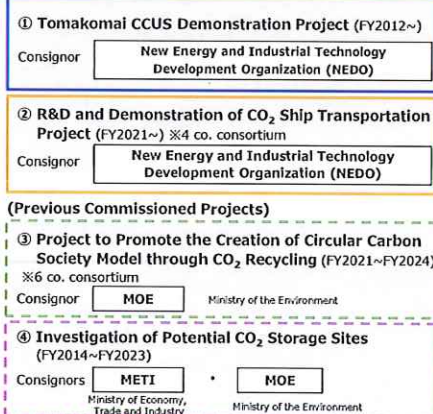 ① Tomakomai CCUS Demonstration Project (FY2012~)
Consignor New Energy and Industrial Technology
Development Organization (NEDO)
② R&D and Demonstration of CO₂ Ship Transportation
Project (FY2021~) ※4 co. consortium
Consignor New Energy and Industrial Technology
Development Organization (NEDO)
(Previous Commissioned Projects)
③ Project to Promote the Creation of Circular Carbon
Society Model through CO₂ Recycling (FY2021~FY2024)
※6 co. consortium
Consignor MOE Ministry of the Environment
④ Investigation of Potential CO₂ Storage Sites
(FY2014~FY2023)
Consignors METI ・ MOE
Ministry of Economy,
Trade and Industry Ministry of the Environment